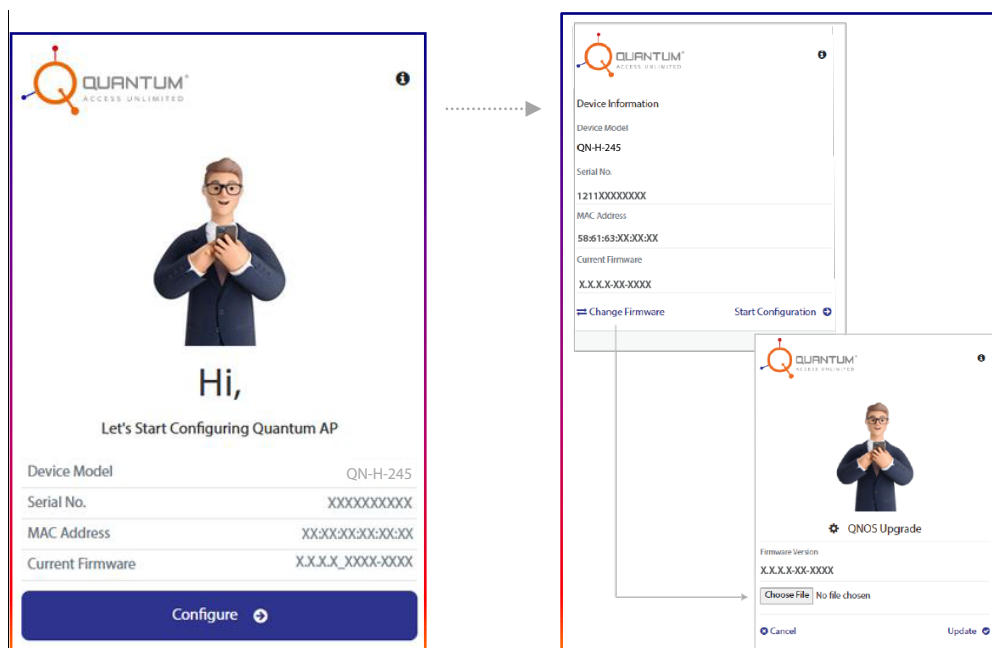 QUANTUM®
ACCESS UNLIMITED
Hi,
Let's Start Configuring Quantum AP
Device Model QN-H-245
Serial No. XXXXXXXXXX
MAC Address XX:XX:XX:XX:XX:XX
Current Firmware X.X.X.X_XXXX-XXXX
Configure
QUANTUM®
ACCESS UNLIMITED
Device Information
Device Model
QN-H-245
Serial No.
1211XXXXXXXX
MAC Address
58:61:63:XX:XX:XX
Current Firmware
X.X.X.X-XX-XXXX
Change Firmware Start Configuration
QUANTUM®
ACCESS UNLIMITED
QNOS Upgrade
Firmware Version
X.X.X.X-XX-XXXX
Choose File No file chosen
Cancel Update